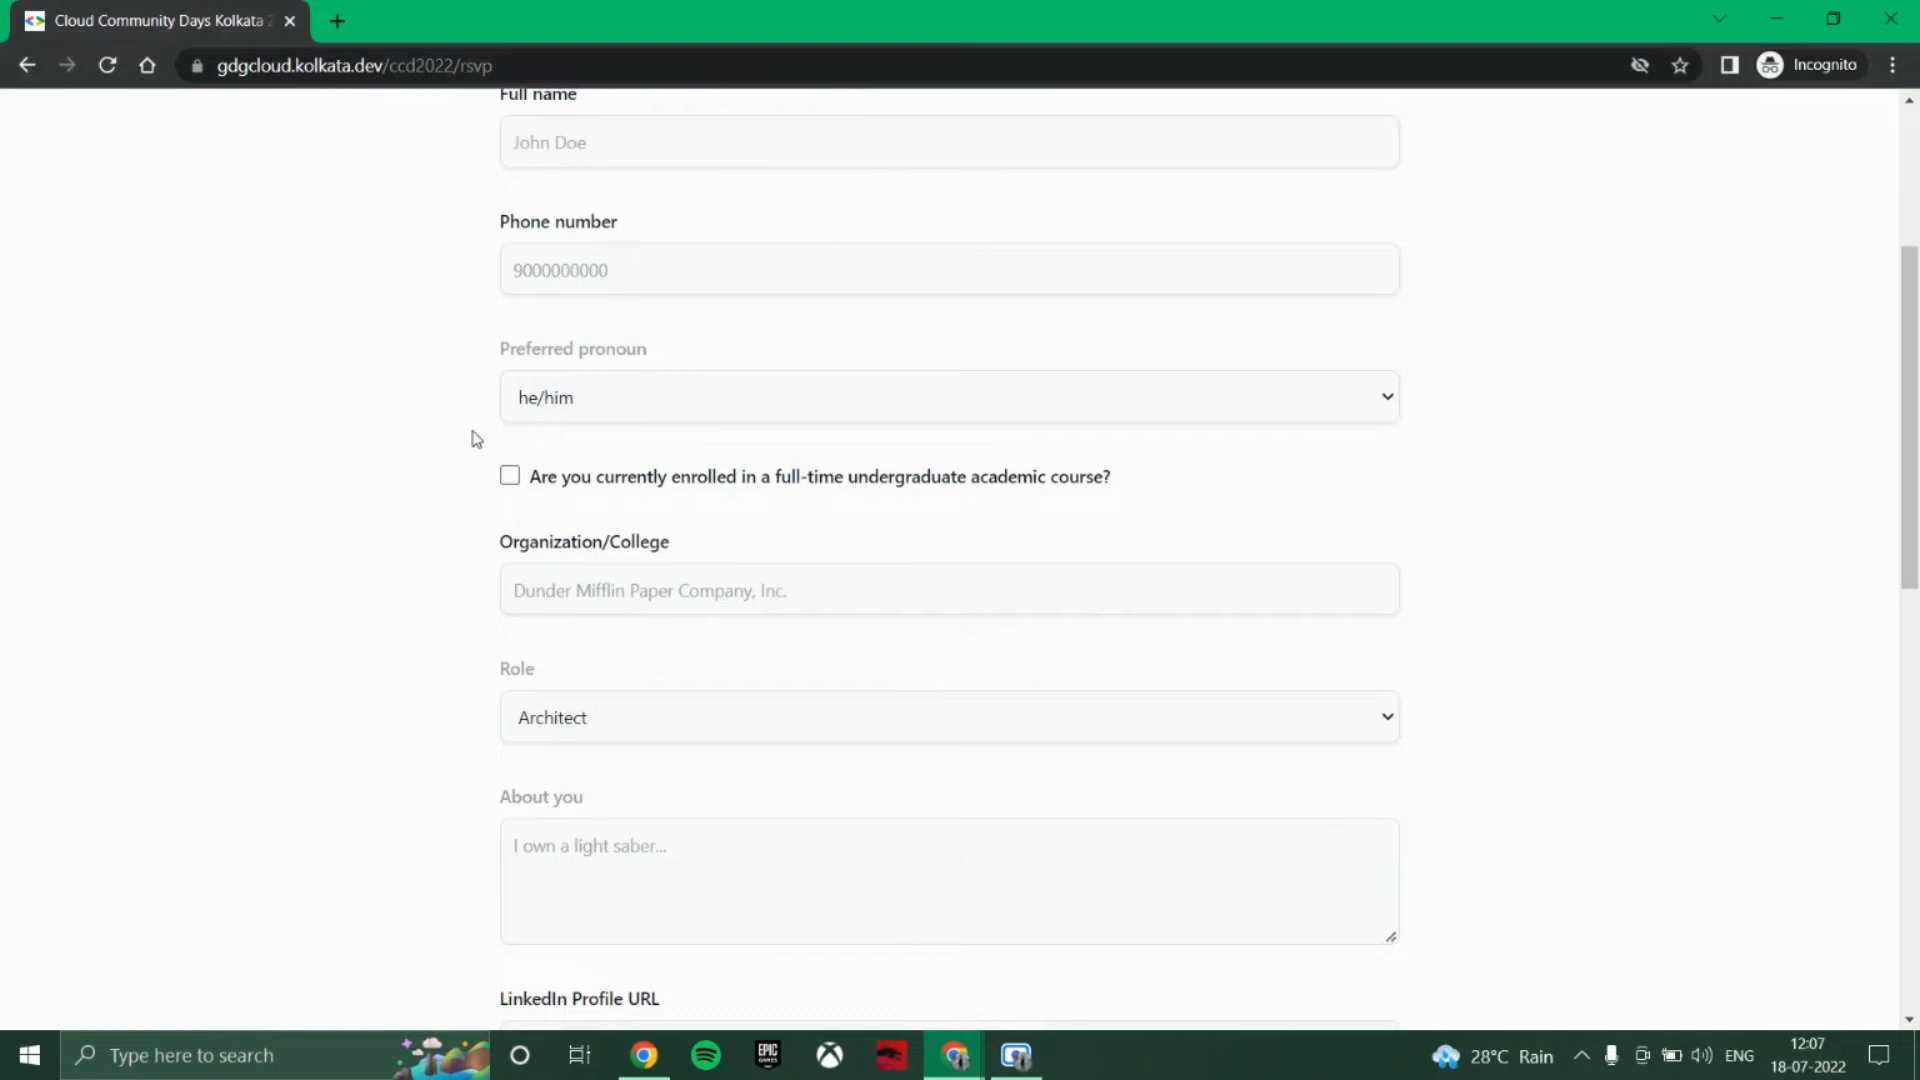 Cloud Community Days Kolkata 2
gdgcloud.kolkata.dev/ccd2022/rsvp
Incognito
Full name
John Doe
Phone number
9000000000
Preferred pronoun
he/him
Are you currently enrolled in a full-time undergraduate academic course?
Organization/College
Dunder Mifflin Paper Company, Inc.
Role
Architect
About you
I own a light saber...
LinkedIn Profile URL
Type here to search
EPIC GAMES
28°C Rain
ENG
12:07
18-07-2022